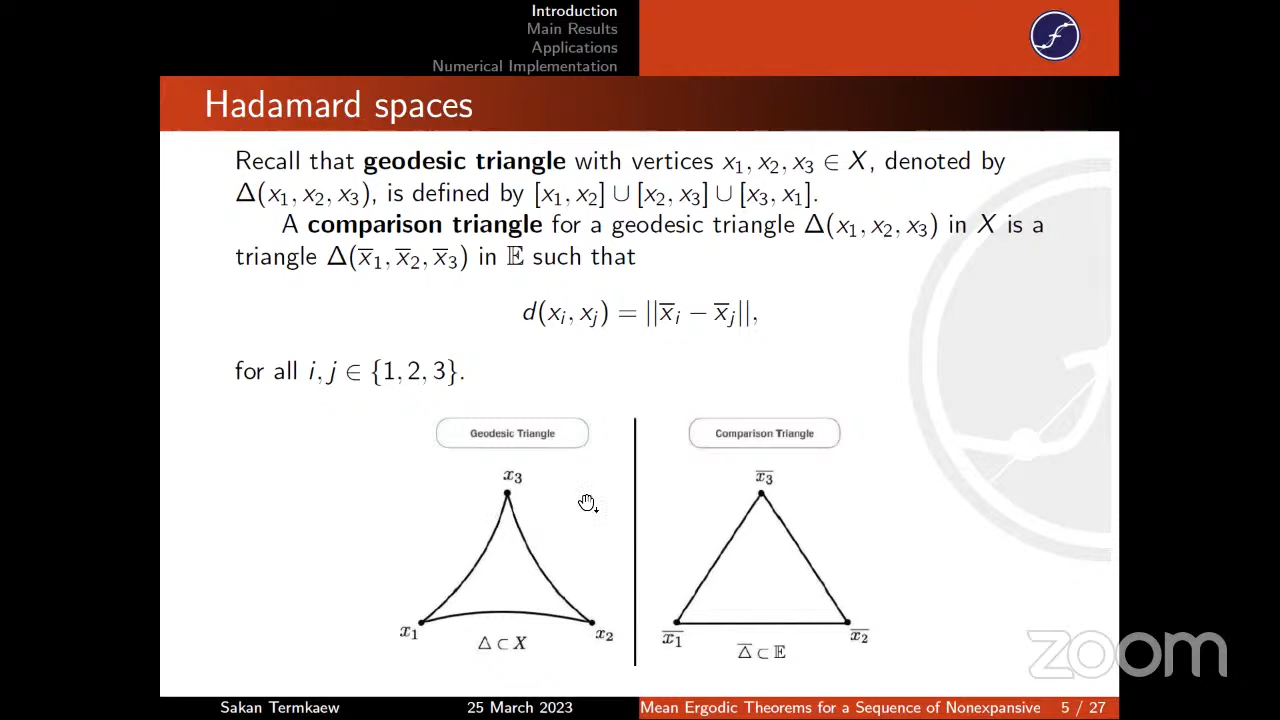 Introduction
Main Results
Applications
Numerical Implementation
Hadamard spaces
Recall that geodesic triangle with vertices x₁, x₂, x₃ ∈ X, denoted by
Δ(x₁, x₂, x₃), is defined by [x₁, x₂] ∪ [x₂, x₃] ∪ [x₃, x₁].
A comparison triangle for a geodesic triangle Δ(x₁, x₂, x₃) in X is a
triangle Δ(x̅₁, x̅₂, x̅₃) in 𝔼 such that
d(xᵢ, xⱼ) = ||x̅ᵢ − x̅ⱼ||,
for all i, j ∈ {1, 2, 3}.
Geodesic Triangle
x₃
x₁
x₂
Δ ⊂ X
Comparison Triangle
x̅₃
x̅₁
x̅₂
Δ̅ ⊂ 𝔼
zoom
Sakan Termkaew
25 March 2023
Mean Ergodic Theorems for a Sequence of Nonexpansive
5 / 27